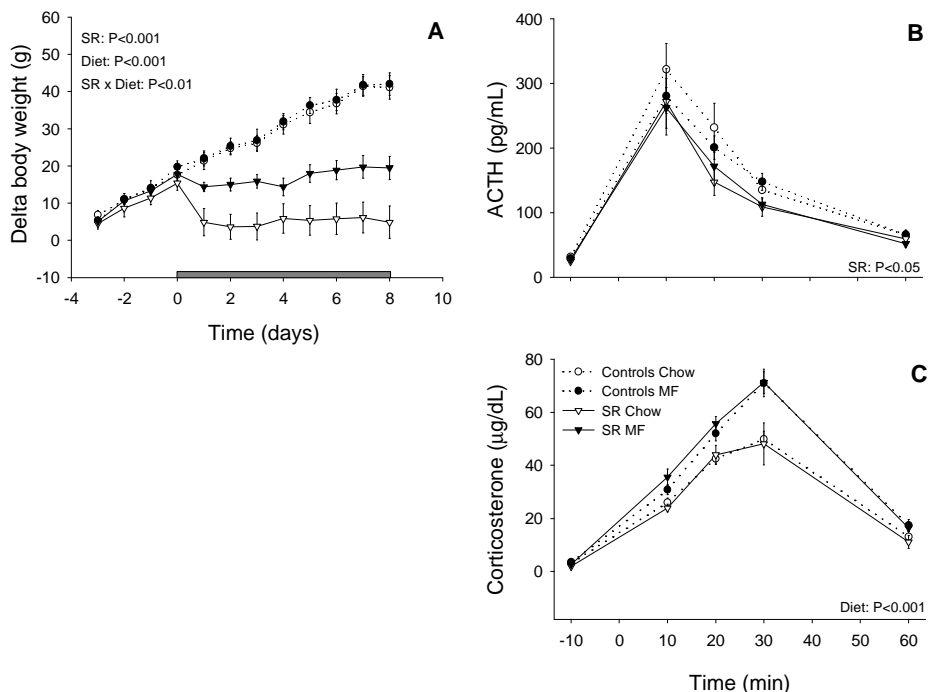 A
SR: P<0.001
Diet: P<0.001
SR x Diet: P<0.01
Delta body weight (g)
60
50
40
30
20
10
0
-10
-4
-2
0
2
4
6
8
10
Time (days)
B
ACTH (pg/mL)
400
300
200
100
0
SR: P<0.05
C
Corticosterone (μg/dL)
80
60
40
20
0
Controls Chow
Controls MF
SR Chow
SR MF
Diet: P<0.001
-10
0
10
20
30
40
50
60
Time (min)